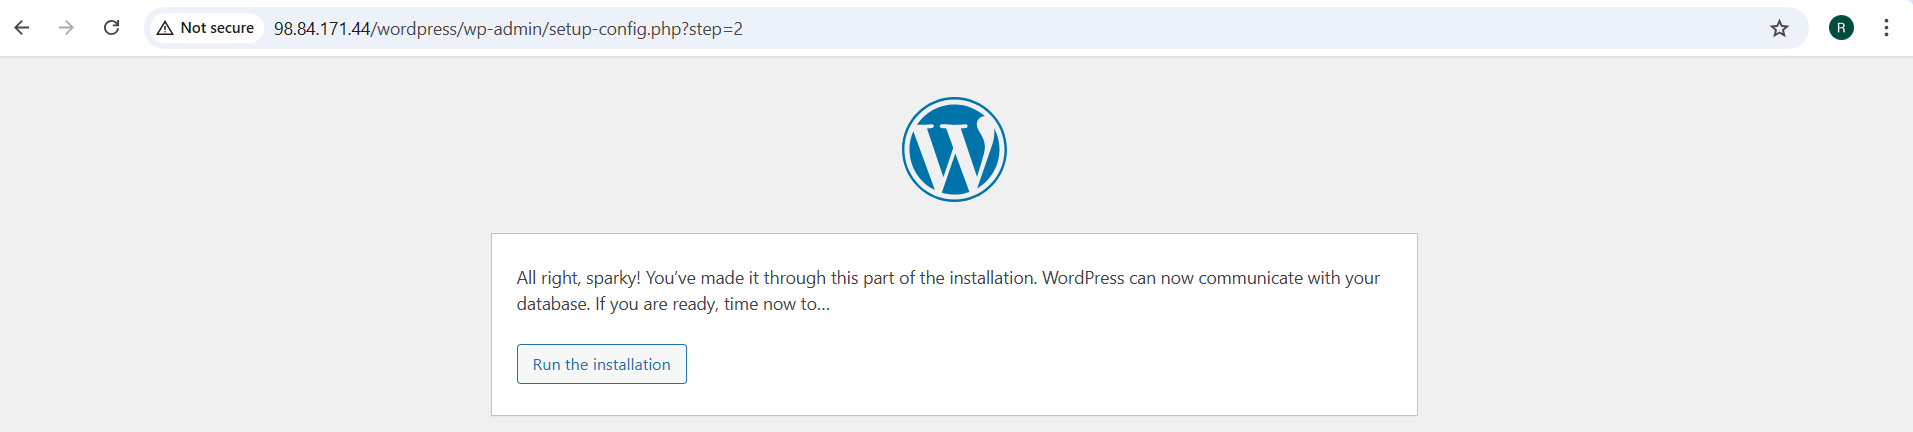 Not secure 98.84.171.44/wordpress/wp-admin/setup-config.php?step=2
R
W
All right, sparky! You’ve made it through this part of the installation. WordPress can now communicate with your
database. If you are ready, time now to…
Run the installation